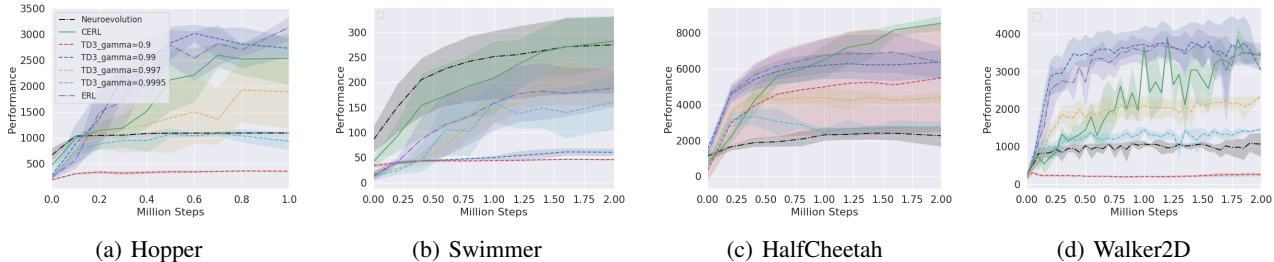 3500
3000
2500
2000
1500
1000
500
Performance
0.0 0.2 0.4 0.6 0.8 1.0
Million Steps
Neuroevolution
CERL
TD3_gamma=0.9
TD3_gamma=0.99
TD3_gamma=0.997
TD3_gamma=0.9995
ERL
(a) Hopper
300
250
200
150
100
50
0
Performance
0.00 0.25 0.50 0.75 1.00 1.25 1.50 1.75 2.00
Million Steps
(b) Swimmer
8000
6000
4000
2000
0
Performance
0.00 0.25 0.50 0.75 1.00 1.25 1.50 1.75 2.00
Million Steps
(c) HalfCheetah
4000
3000
2000
1000
0
Performance
0.00 0.25 0.50 0.75 1.00 1.25 1.50 1.75 2.00
Million Steps
(d) Walker2D